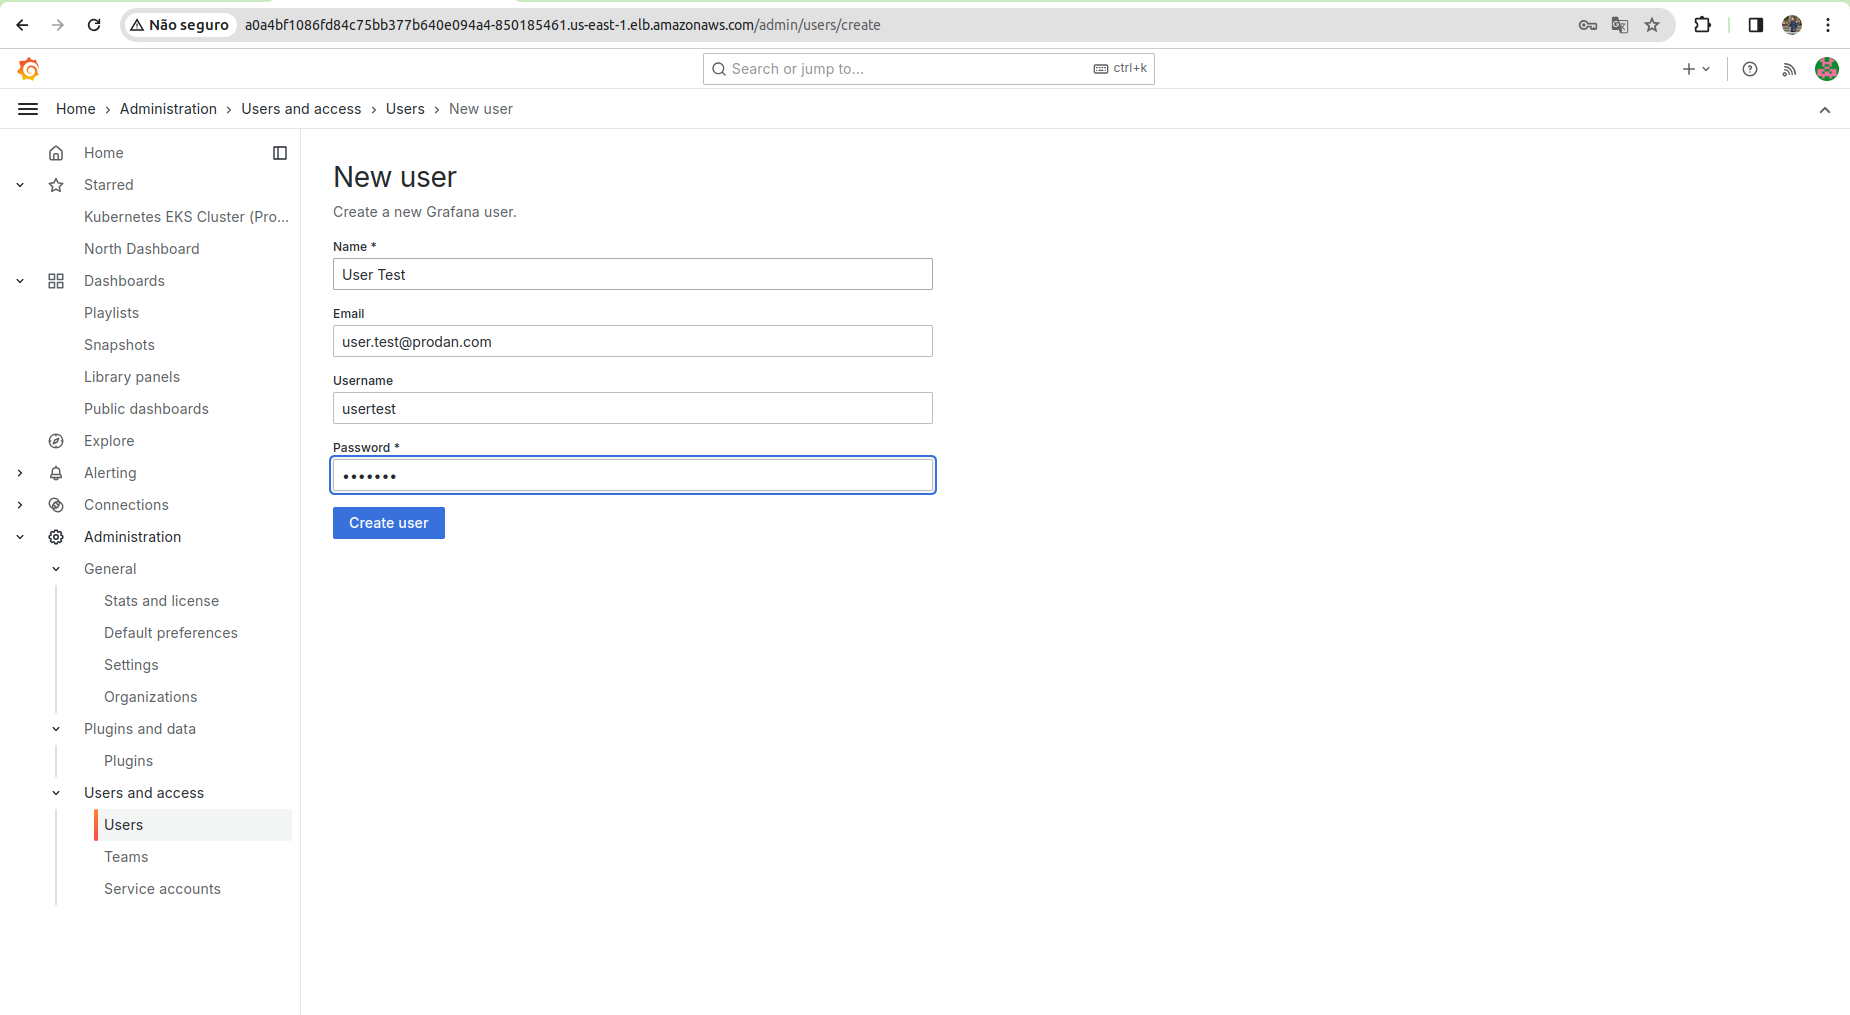 Não seguro
a0a4bf1086fd84c75bb377b640e094a4-850185461.us-east-1.elb.amazonaws.com/admin/users/create
Search or jump to...
ctrl+k
Home › Administration › Users and access › Users › New user
Home
Starred
Kubernetes EKS Cluster (Pro...
North Dashboard
Dashboards
Playlists
Snapshots
Library panels
Public dashboards
Explore
Alerting
Connections
Administration
General
Stats and license
Default preferences
Settings
Organizations
Plugins and data
Plugins
Users and access
Users
Teams
Service accounts
New user
Create a new Grafana user.
Name *
User Test
Email
user.test@prodan.com
Username
usertest
Password *
•••••••
Create user